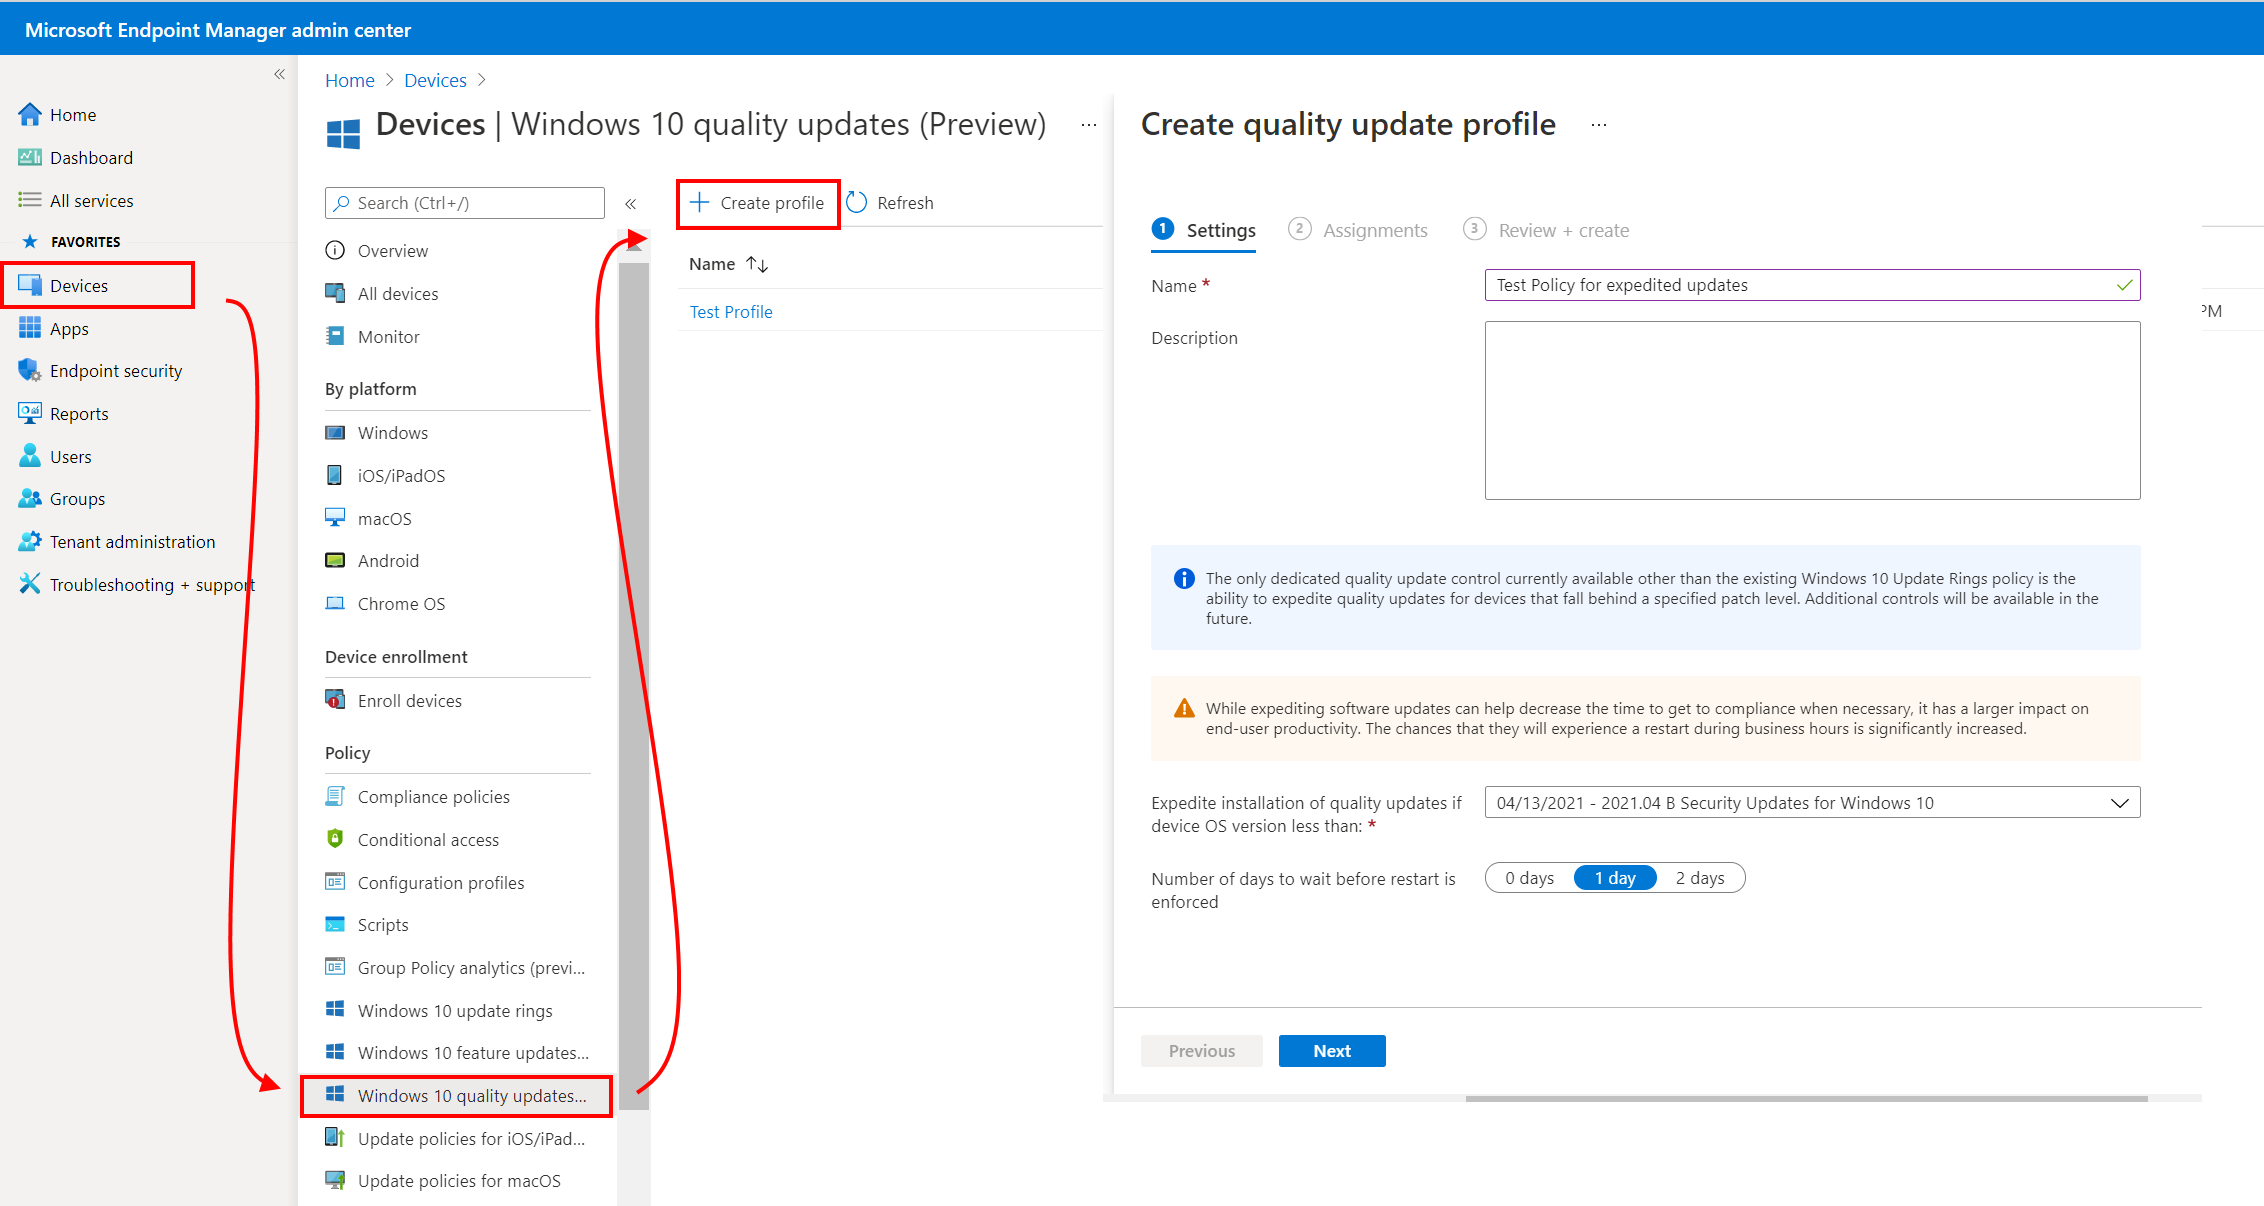 Microsoft Endpoint Manager admin center
Home
Dashboard
All services
FAVORITES
Devices
Apps
Endpoint security
Reports
Users
Groups
Tenant administration
Troubleshooting + support
Home > Devices >
Devices | Windows 10 quality updates (Preview) ...
Search (Ctrl+/)
Overview
All devices
Monitor
By platform
Windows
iOS/iPadOS
macOS
Android
Chrome OS
Device enrollment
Enroll devices
Policy
Compliance policies
Conditional access
Configuration profiles
Scripts
Group Policy analytics (previ...
Windows 10 update rings
Windows 10 feature updates...
Windows 10 quality updates...
Update policies for iOS/iPad...
Update policies for macOS
+ Create profile Refresh
Name
Test Profile
Create quality update profile ...
1 Settings 2 Assignments 3 Review + create
Name * Test Policy for expedited updates
PM
Description
The only dedicated quality update control currently available other than the existing Windows 10 Update Rings policy is the
ability to expedite quality updates for devices that fall behind a specified patch level. Additional controls will be available in the
future.
While expediting software updates can help decrease the time to get to compliance when necessary, it has a larger impact on
end-user productivity. The chances that they will experience a restart during business hours is significantly increased.
Expedite installation of quality updates if
device OS version less than: *
04/13/2021 - 2021.04 B Security Updates for Windows 10
Number of days to wait before restart is
enforced
0 days 1 day 2 days
Previous Next